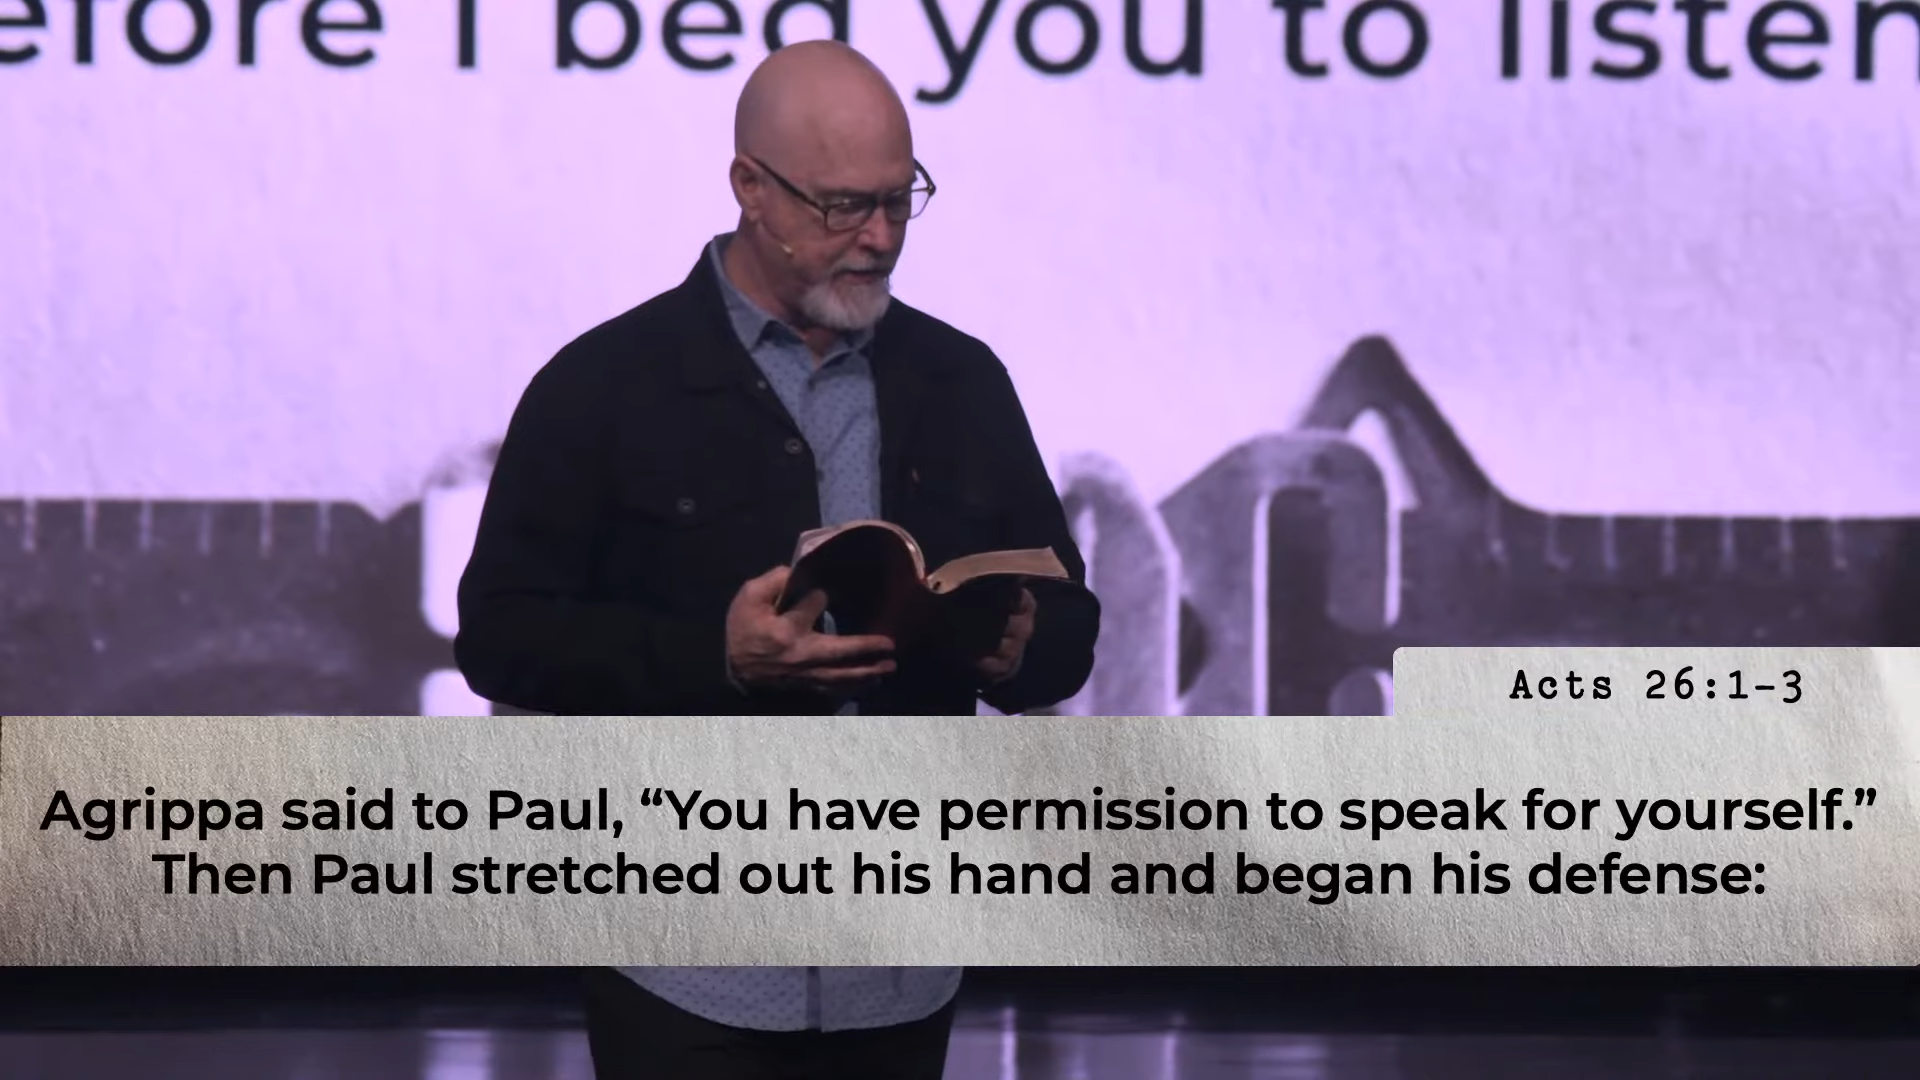 efore I beg you to listen
Acts 26:1-3
Agrippa said to Paul, “You have permission to speak for yourself.”
Then Paul stretched out his hand and began his defense: